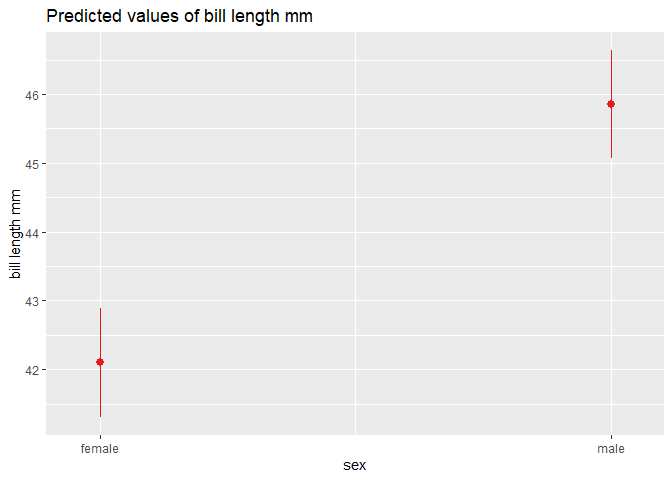 Predicted values of bill length mm
bill length mm
46
45
44
43
42
female
male
sex